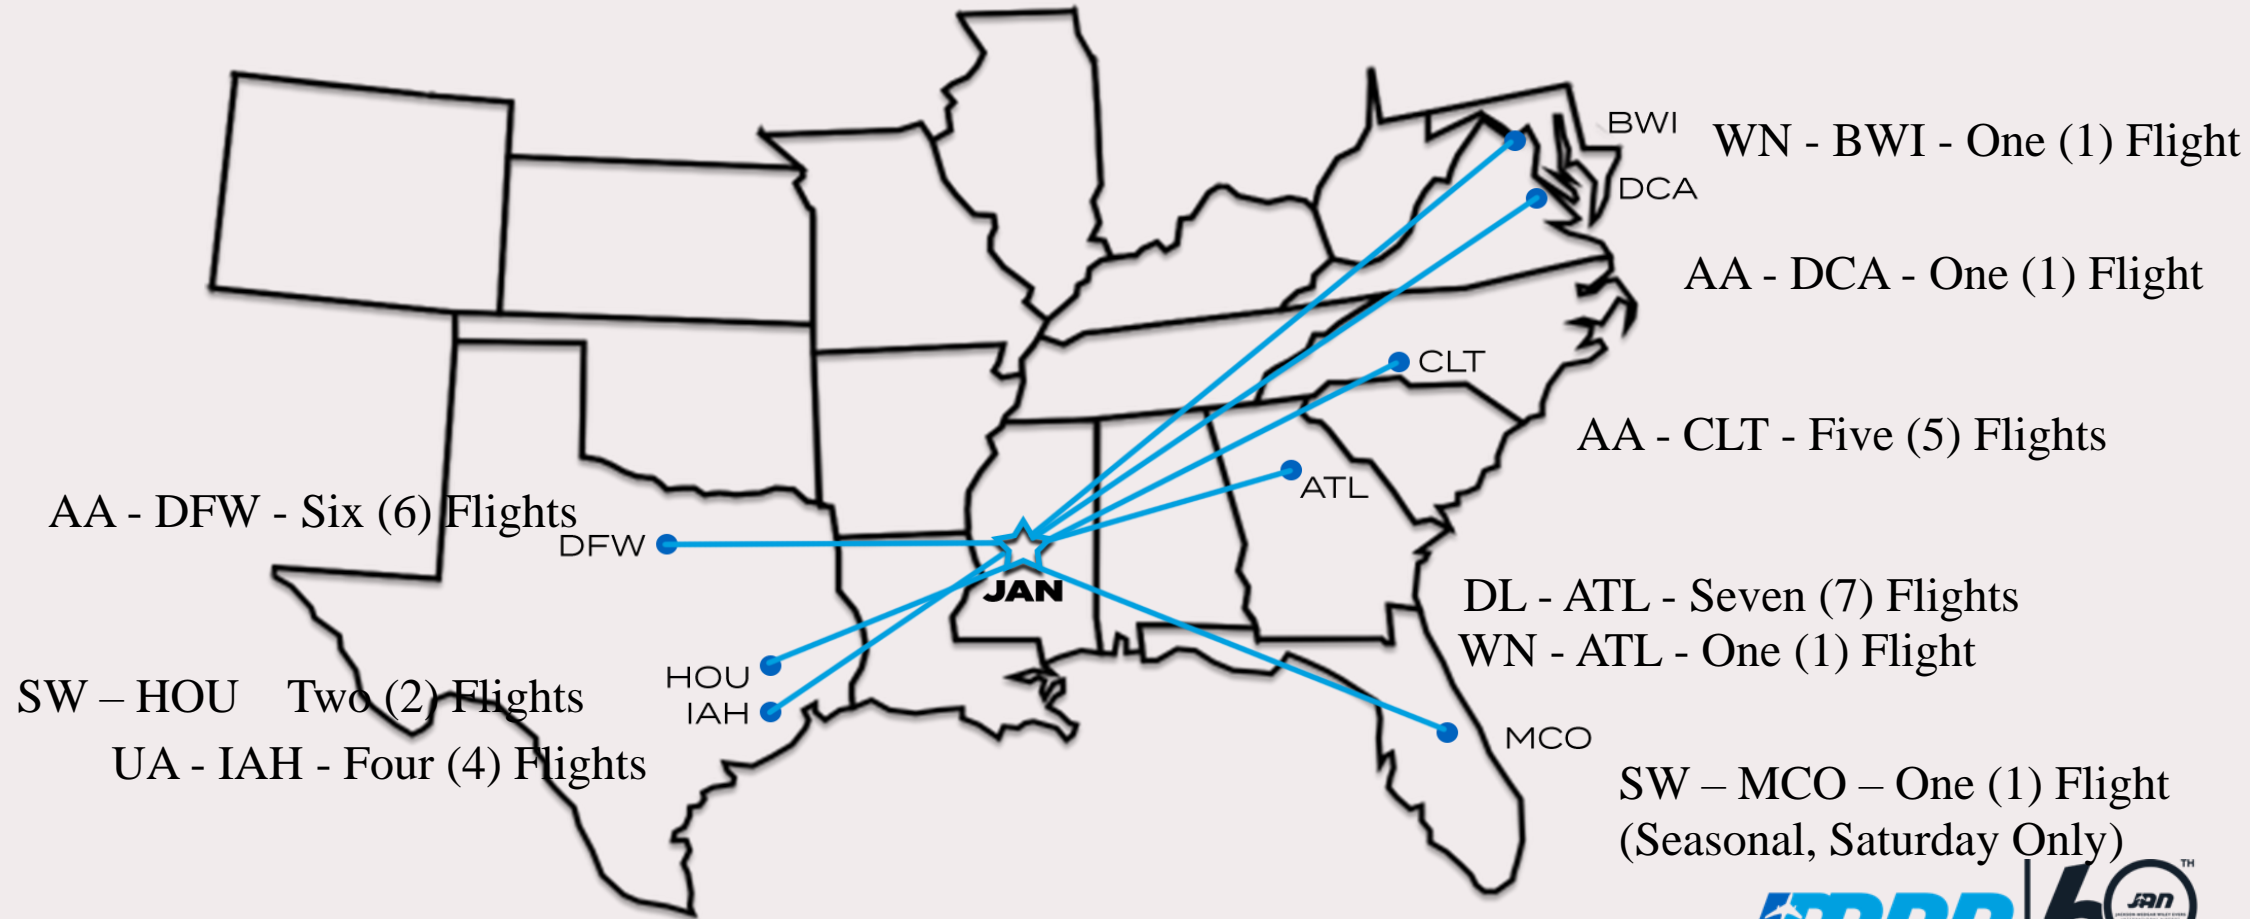 BWI
WN - BWI - One (1) Flight
DCA
AA - DCA - One (1) Flight
CLT
AA - CLT - Five (5) Flights
ATL
AA - DFW - Six (6) Flights
DFW
JAN
DL - ATL - Seven (7) Flights
WN - ATL - One (1) Flight
HOU
SW – HOU Two (2) Flights
IAH
UA - IAH - Four (4) Flights
MCO
SW – MCO – One (1) Flight
(Seasonal, Saturday Only)
TH
JAN